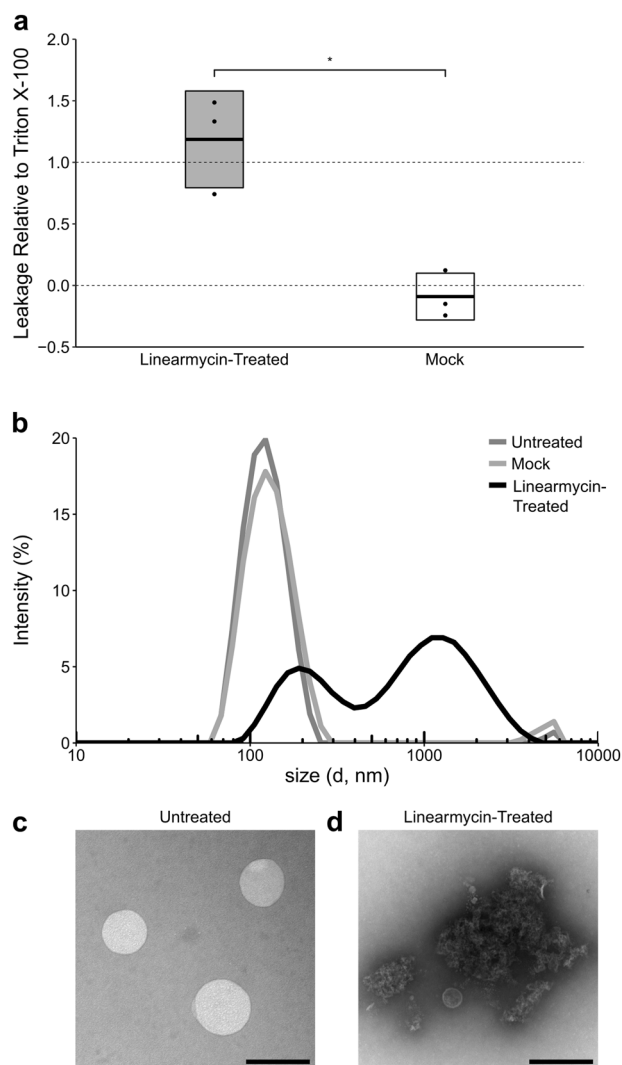 a
Leakage Relative to Triton X-100
2.0
1.5
1.0
0.5
0.0
−0.5
*
Linearmycin-Treated
Mock
b
Intensity (%)
20
15
10
5
0
Untreated
Mock
Linearmycin-
Treated
10
100
1000
10000
size (d, nm)
c
Untreated
d
Linearmycin-Treated